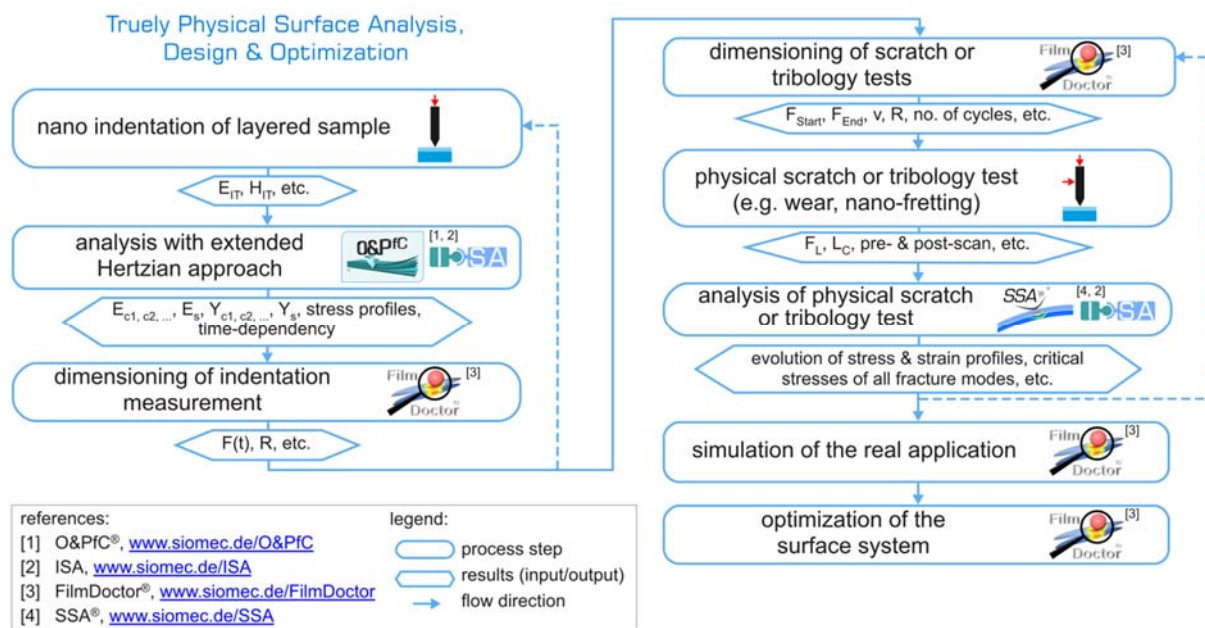 Truely Physical Surface Analysis,
Design & Optimization
nano indentation of layered sample
E_IT, H_IT, etc.
analysis with extended
Hertzian approach
O&PfC
[1, 2]
ISA
E_c1, c2, ..., E_s, Y_c1, c2, ..., Y_s, stress profiles,
time-dependency
dimensioning of indentation
measurement
Film
Doctor®
[3]
F(t), R, etc.
dimensioning of scratch or
tribology tests
Film
Doctor®
[3]
F_Start, F_End, v, R, no. of cycles, etc.
physical scratch or tribology test
(e.g. wear, nano-fretting)
F_L, L_C, pre- & post-scan, etc.
analysis of physical scratch
or tribology test
SSA®
[4, 2]
ISA
evolution of stress & strain profiles, critical
stresses of all fracture modes, etc.
simulation of the real application
Film
Doctor®
[3]
optimization of the
surface system
Film
Doctor®
[3]
references:
[1] O&PfC®, www.siomec.de/O&PfC
[2] ISA, www.siomec.de/ISA
[3] FilmDoctor®, www.siomec.de/FilmDoctor
[4] SSA®, www.siomec.de/SSA
legend:
process step
results (input/output)
flow direction